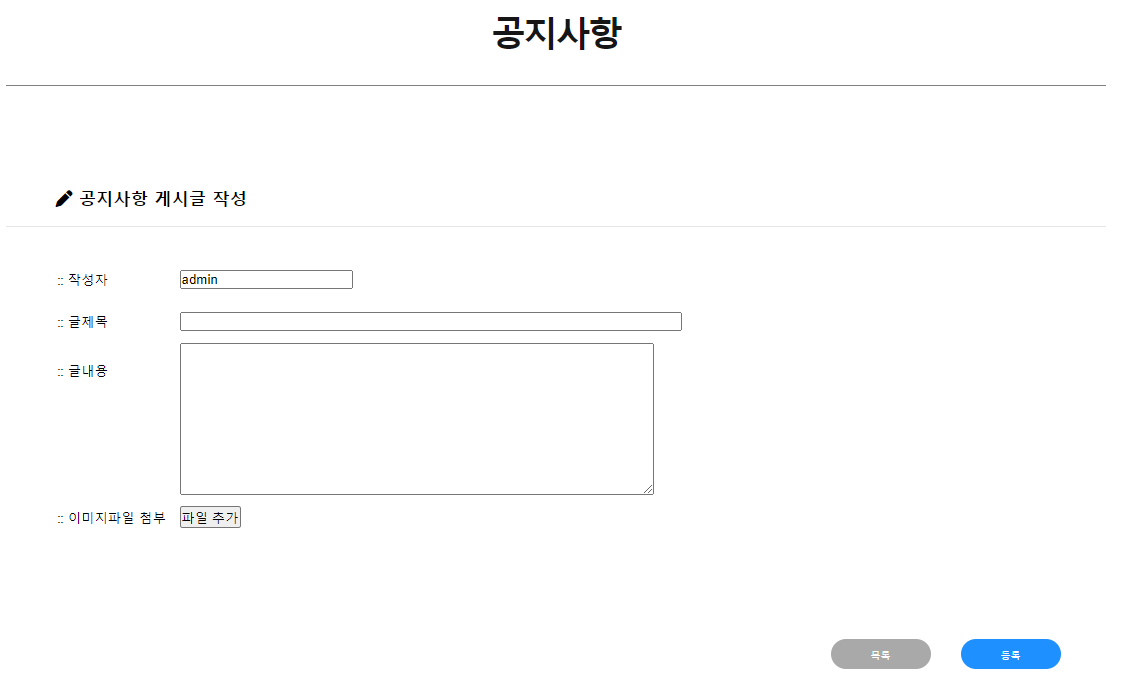 공지사항
공지사항 게시글 작성
:: 작성자 admin
:: 글제목
:: 글내용
:: 이미지파일 첨부 파일 추가
목록 등록